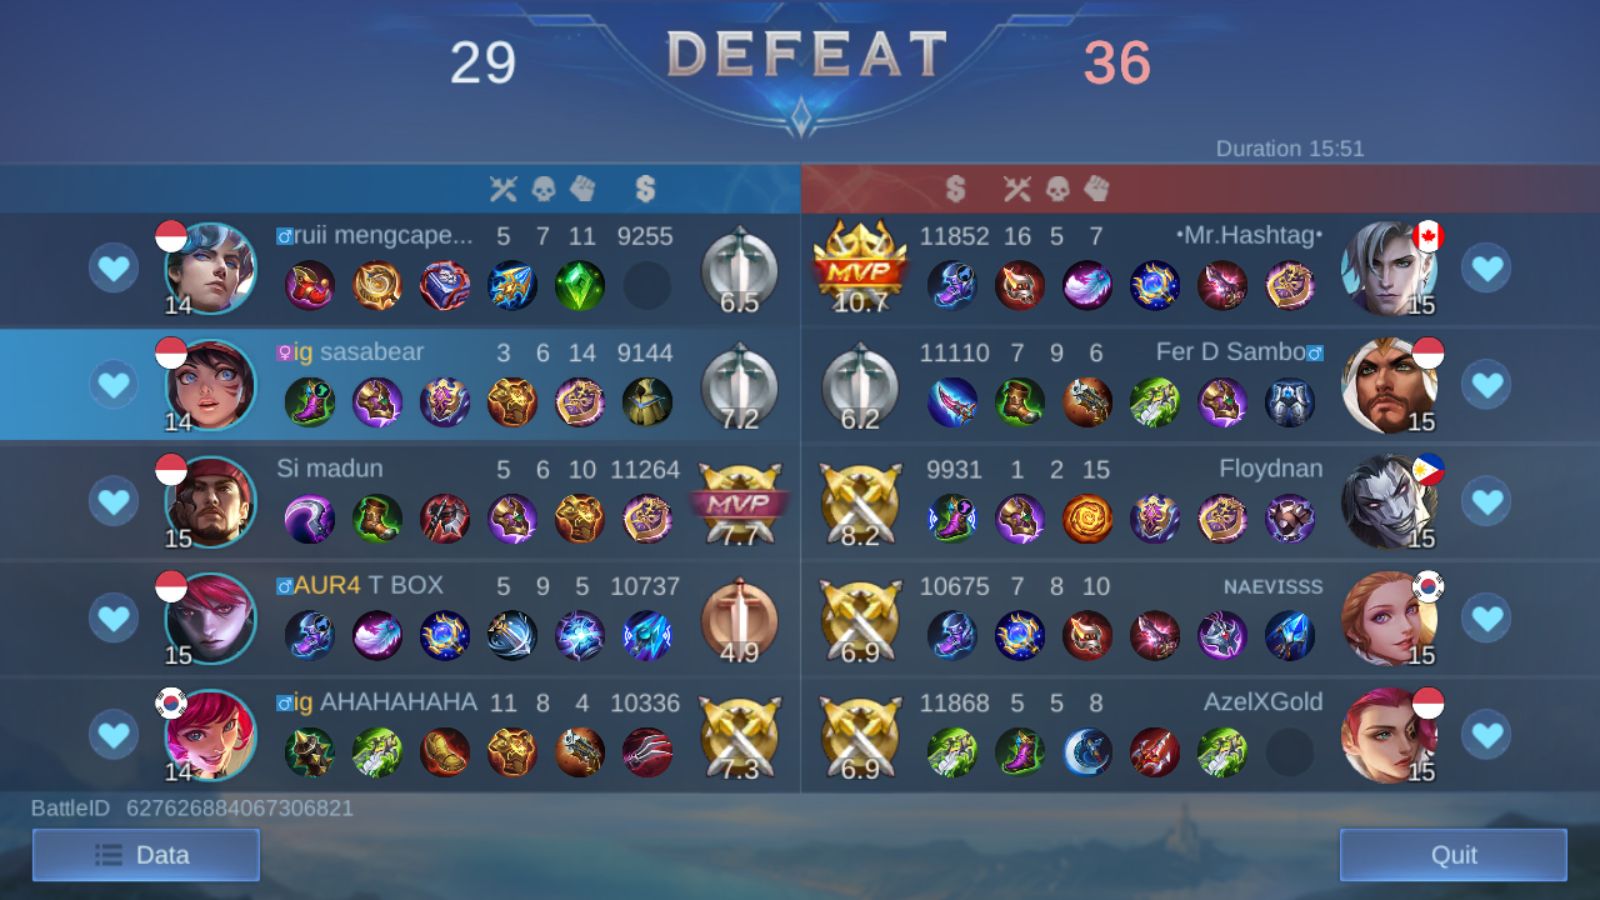 29 DEFEAT 36
Duration 15:51
ruii mengcape... 5 7 11 9255
14
6.5
MVP
10.7
11852 16 5 7 •Mr.Hashtag•
15
ig sasabear 3 6 14 9144
14
7.2
6.2
11110 7 9 6 Fer D Sambo
15
Si madun 5 6 10 11264
15
MVP
7.7
8.2
9931 1 2 15 Floydnan
15
AUR4 T BOX 5 9 5 10737
15
4.9
6.9
10675 7 8 10 ɴᴀᴇᴠɪsss
15
ig AHAHAHAHA 11 8 4 10336
14
7.3
6.9
11868 5 5 8 AzelXGold
15
BattleID 627626884067306821
Data
Quit